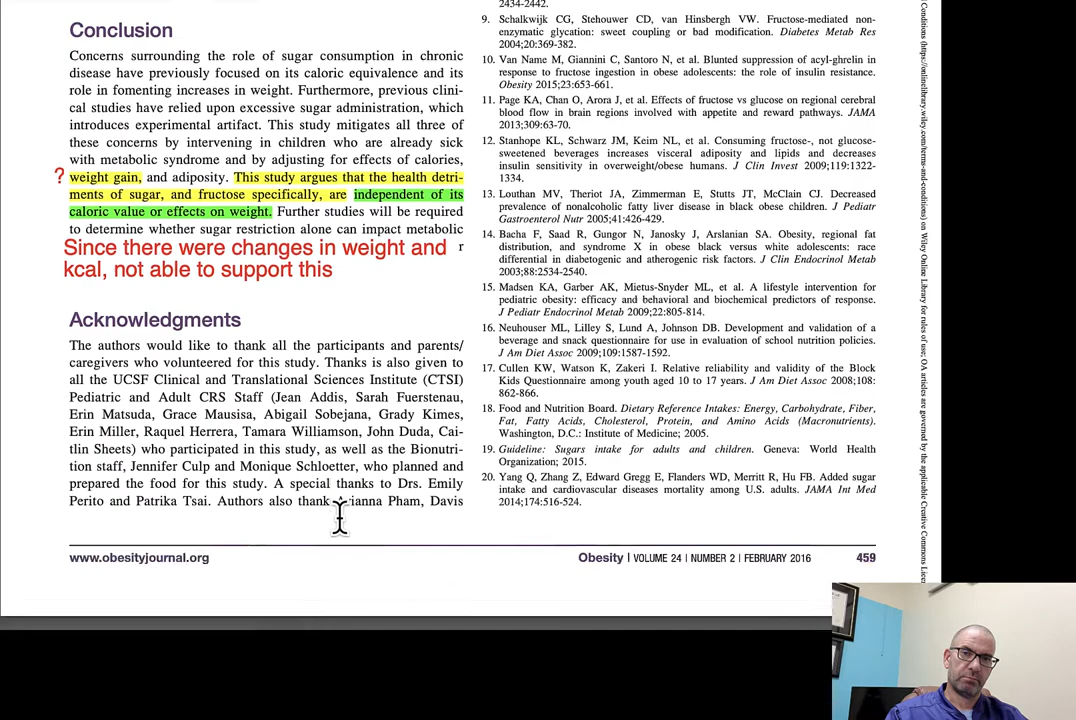 Conclusion
Concerns surrounding the role of sugar consumption in chronic
disease have previously focused on its caloric equivalence and its
role in fomenting increases in weight. Furthermore, previous clini-
cal studies have relied upon excessive sugar administration, which
introduces experimental artifact. This study mitigates all three of
these concerns by intervening in children who are already sick
with metabolic syndrome and by adjusting for effects of calories,
? weight gain, and adiposity. This study argues that the health detri-
ments of sugar, and fructose specifically, are independent of its
caloric value or effects on weight. Further studies will be required
to determine whether sugar restriction alone can impact metabolic
Since there were changes in weight and r
kcal, not able to support this
Acknowledgments
The authors would like to thank all the participants and parents/
caregivers who volunteered for this study. Thanks is also given to
all the UCSF Clinical and Translational Sciences Institute (CTSI)
Pediatric and Adult CRS Staff (Jean Addis, Sarah Fuerstenau,
Erin Matsuda, Grace Mausisa, Abigail Sobejana, Grady Kimes,
Erin Miller, Raquel Herrera, Tamara Williamson, John Duda, Cai-
tlin Sheets) who participated in this study, as well as the Bionutri-
tion staff, Jennifer Culp and Monique Schloetter, who planned and
prepared the food for this study. A special thanks to Drs. Emily
Perito and Patrika Tsai. Authors also thank Pham, Davis
2434-2442.
9. Schalkwijk CG, Stehouwer CD, van Hinsbergh VW. Fructose-mediated non-
enzymatic glycation: sweet coupling or bad modification. Diabetes Metab Res
2004;20:369-382.
10. Van Name M, Giannini C, Santoro N, et al. Blunted suppression of acyl-ghrelin in
response to fructose ingestion in obese adolescents: the role of insulin resistance.
Obesity 2015;23:653-661.
11. Page KA, Chan O, Arora J, et al. Effects of fructose vs glucose on regional cerebral
blood flow in brain regions involved with appetite and reward pathways. JAMA
2013;309:63-70.
12. Stanhope KL, Schwarz JM, Keim NL, et al. Consuming fructose-, not glucose-
sweetened beverages increases visceral adiposity and lipids and decreases
insulin sensitivity in overweight/obese humans. J Clin Invest 2009;119:1322-
1334.
13. Louthan MV, Theriot JA, Zimmerman E, Stutts JT, McClain CJ. Decreased
prevalence of nonalcoholic fatty liver disease in black obese children. J Pediatr
Gastroenterol Nutr 2005;41:426-429.
14. Bacha F, Saad R, Gungor N, Janosky J, Arslanian SA. Obesity, regional fat
distribution, and syndrome X in obese black versus white adolescents: race
differential in diabetogenic and atherogenic risk factors. J Clin Endocrinol Metab
2003;88:2534-2540.
15. Madsen KA, Garber AK, Mietus-Snyder ML, et al. A lifestyle intervention for
pediatric obesity: efficacy and behavioral and biochemical predictors of response.
J Pediatr Endocrinol Metab 2009;22:805-814.
16. Neuhouser ML, Lilley S, Lund A, Johnson DB. Development and validation of a
beverage and snack questionnaire for use in evaluation of school nutrition policies.
J Am Diet Assoc 2009;109:1587-1592.
17. Cullen KW, Watson K, Zakeri I. Relative reliability and validity of the Block
Kids Questionnaire among youth aged 10 to 17 years. J Am Diet Assoc 2008;108:
862-866.
18. Food and Nutrition Board. Dietary Reference Intakes: Energy, Carbohydrate, Fiber,
Fat, Fatty Acids, Cholesterol, Protein, and Amino Acids (Macronutrients).
Washington, D.C.: Institute of Medicine; 2005.
19. Guideline: Sugars intake for adults and children. Geneva: World Health
Organization; 2015.
20. Yang Q, Zhang Z, Edward Gregg E, Flanders WD, Merritt R, Hu FB. Added sugar
intake and cardiovascular diseases mortality among U.S. adults. JAMA Int Med
2014;174:516-524.
www.obesityjournal.org
Obesity | VOLUME 24 | NUMBER 2 | FEBRUARY 2016 459
Conditions (https://onlinelibrary.wiley.com/terms-and-conditions) on Wiley Online Library for rules of use; OA articles are governed by the applicable Creative Commons Licen